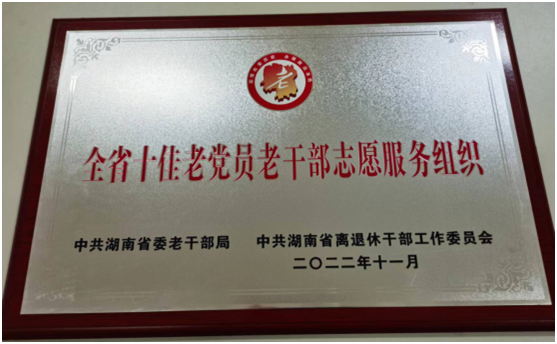 老
全省十佳老党员老干部志愿服务组织
中共湖南省委老干部局 中共湖南省离退休干部工作委员会
二〇二二年十一月